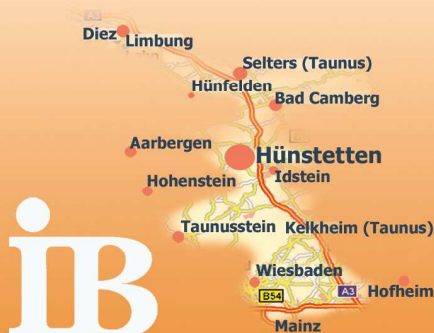 Diez
Limbung
Selters (Taunus)
Hünfelden
Bad Camberg
Aarbergen
Hünstetten
Idstein
Hohenstein
Taunusstein
Kelkheim (Taunus)
Wiesbaden
B54
A3
Hofheim
Mainz
iB